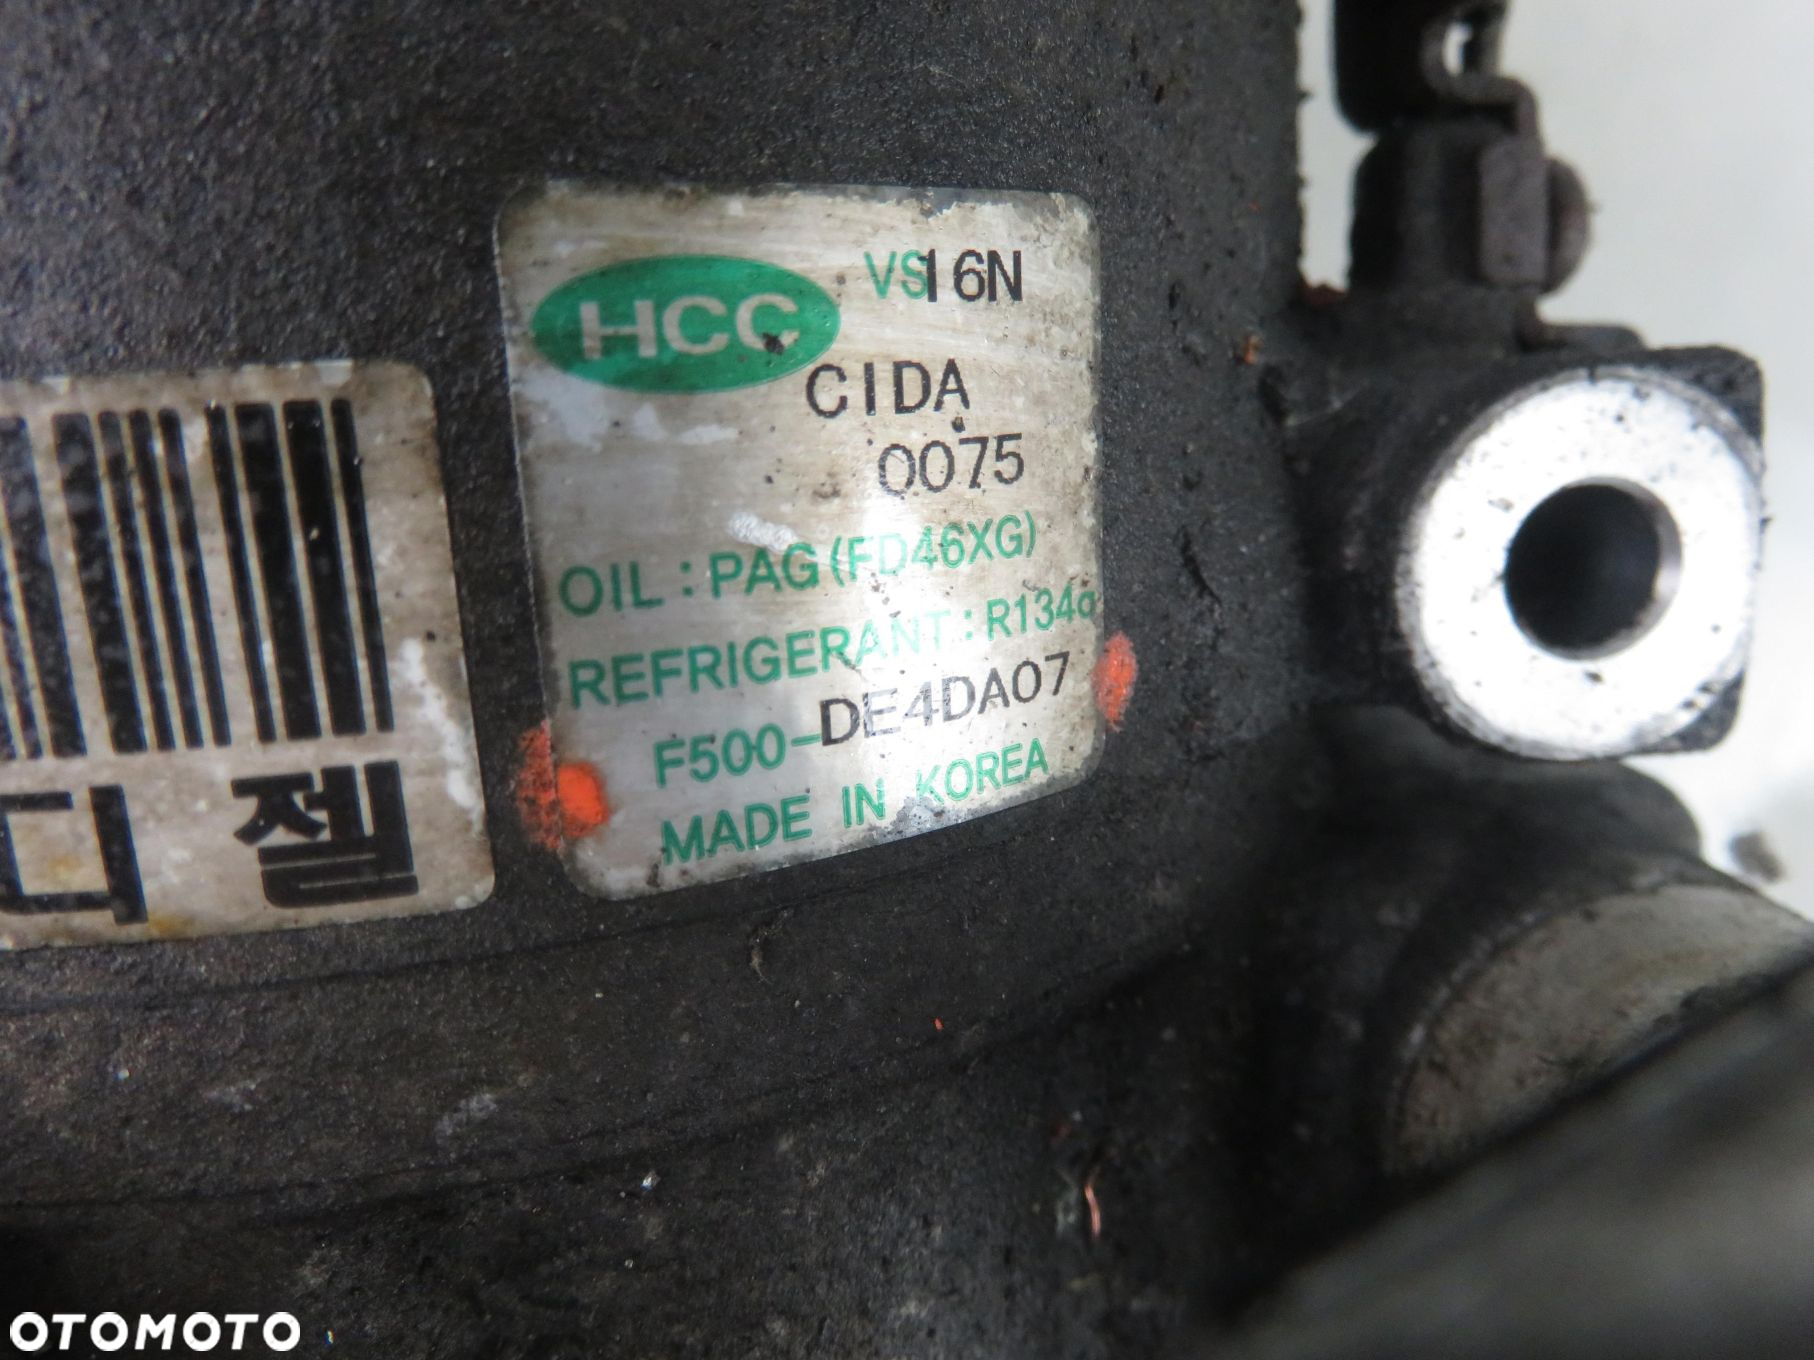 HCC VS16N
CIDA
0075
OIL : PAG(FD46XG)
REFRIGERANT : R134a
F500-DE4DA07
MADE IN KOREA
디젤
OTOMOTO